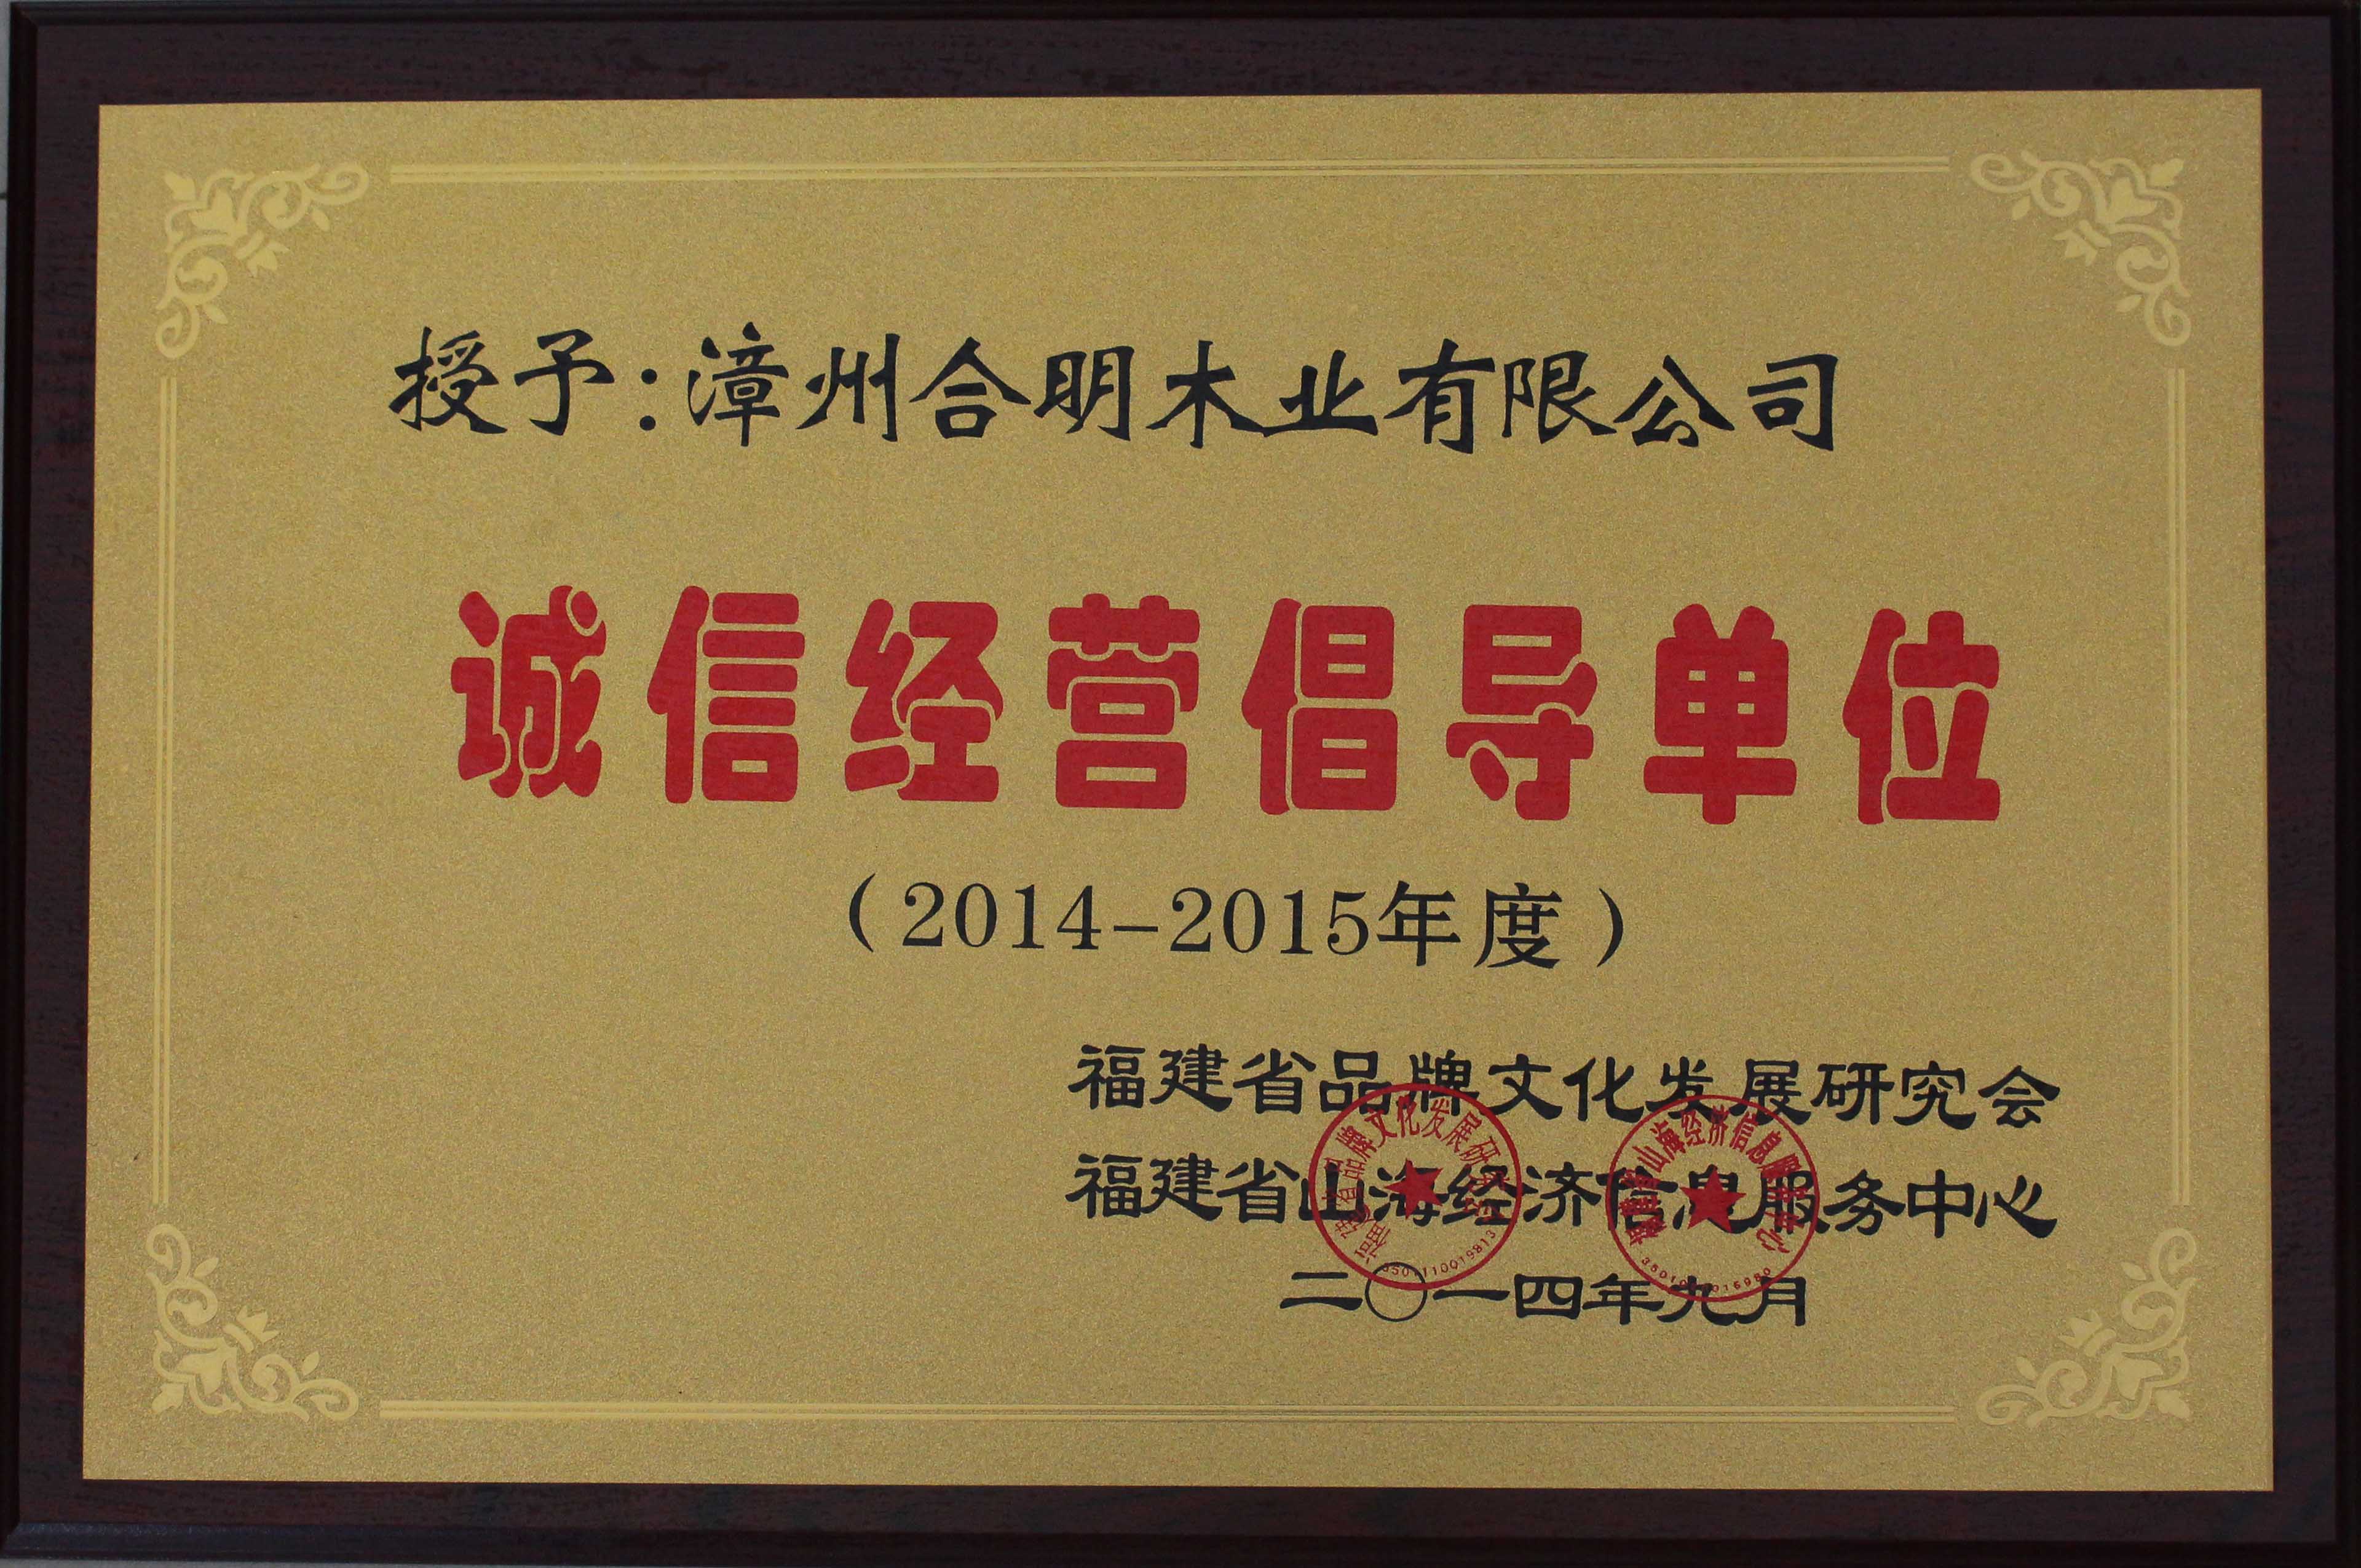 授予:漳州合明木业有限公司
诚信经营倡导单位
(2014-2015年度)
福建省品牌文化发展研究会
福建省山海经济信息服务中心
二〇一四年九月